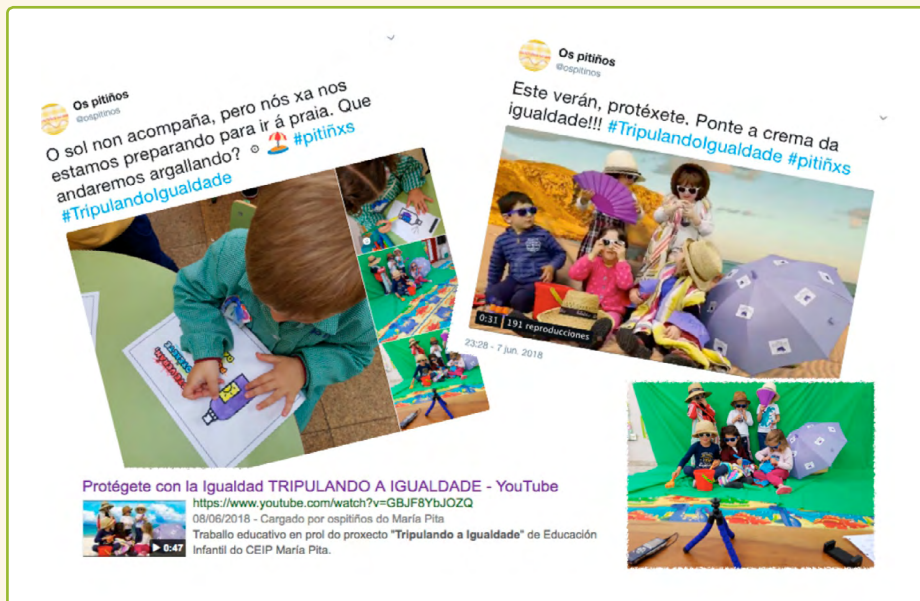 Os pitiños
@ospitinos
O sol non acompaña, pero nós xa nos
estamos preparando para ir á praia. Que
andaremos argallando? #pitiñxs
#TripulandoIgualdade
Os pitiños
@ospitinos
Este verán, protéxete. Ponte a crema da
igualdade!!! #TripulandoIgualdade #pitiñxs
0:31 191 reproducciones
23:28 - 7 jun. 2018
Protégete con la Igualdad TRIPULANDO A IGUALDADE - YouTube
https://www.youtube.com/watch?v=GBJF8YbJOZQ
08/06/2018 - Cargado por ospitiños do María Pita
Traballo educativo en prol do proxecto "Tripulando a Igualdade" de Educación
Infantil do CEIP María Pita.
0:47